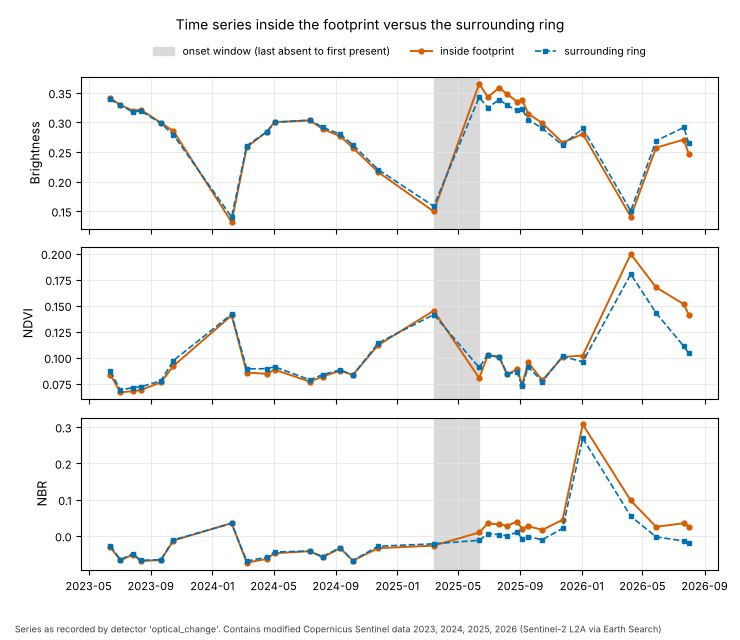 Time series inside the footprint versus the surrounding ring
onset window (last absent to first present) inside footprint surrounding ring
Brightness
0.35
0.30
0.25
0.20
0.15
NDVI
0.200
0.175
0.150
0.125
0.100
0.075
NBR
0.3
0.2
0.1
0.0
2023-05 2023-09 2024-01 2024-05 2024-09 2025-01 2025-05 2025-09 2026-01 2026-05 2026-09
Series as recorded by detector 'optical_change'. Contains modified Copernicus Sentinel data 2023, 2024, 2025, 2026 (Sentinel-2 L2A via Earth Search)